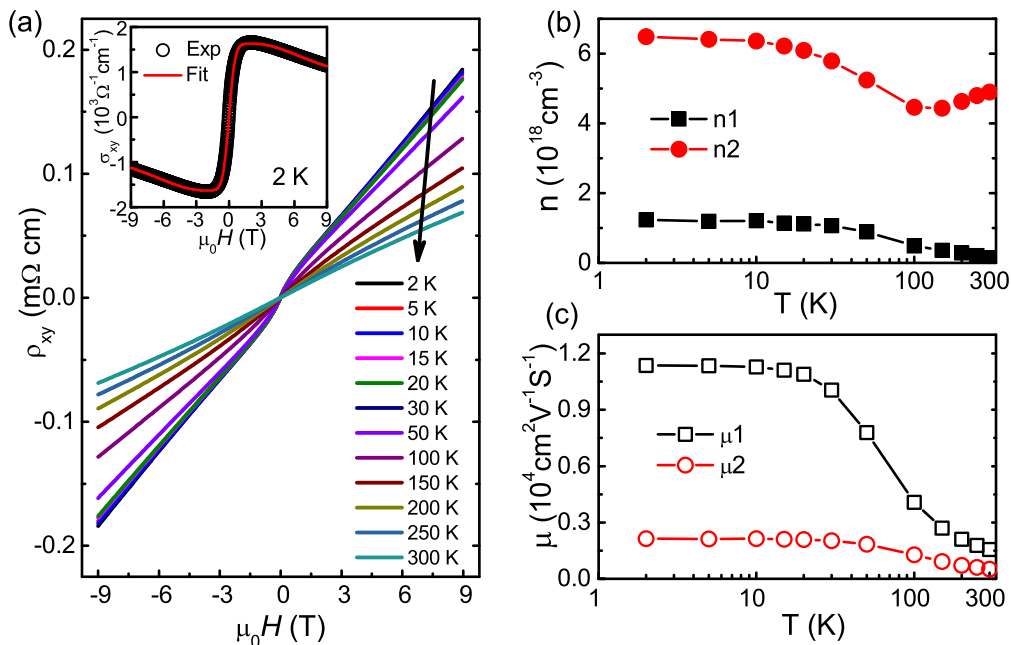 (a)
ρxy (mΩ cm)
0.2
0.1
0.0
-0.1
-0.2
-9 -6 -3 0 3 6 9
μ0H (T)
σxy (10³Ω⁻¹cm⁻¹)
2
1
0
-1
-2
Exp
Fit
2 K
-9 -6 -3 0 3 6 9
μ0H (T)
2 K
5 K
10 K
15 K
20 K
30 K
50 K
100 K
150 K
200 K
250 K
300 K
(b)
n (10¹⁸cm⁻³)
6
3
0
n1
n2
1 10 100 300
T (K)
(c)
μ (10⁴cm²V⁻¹S⁻¹)
1.2
0.9
0.6
0.3
0.0
μ1
μ2
1 10 100 300
T (K)